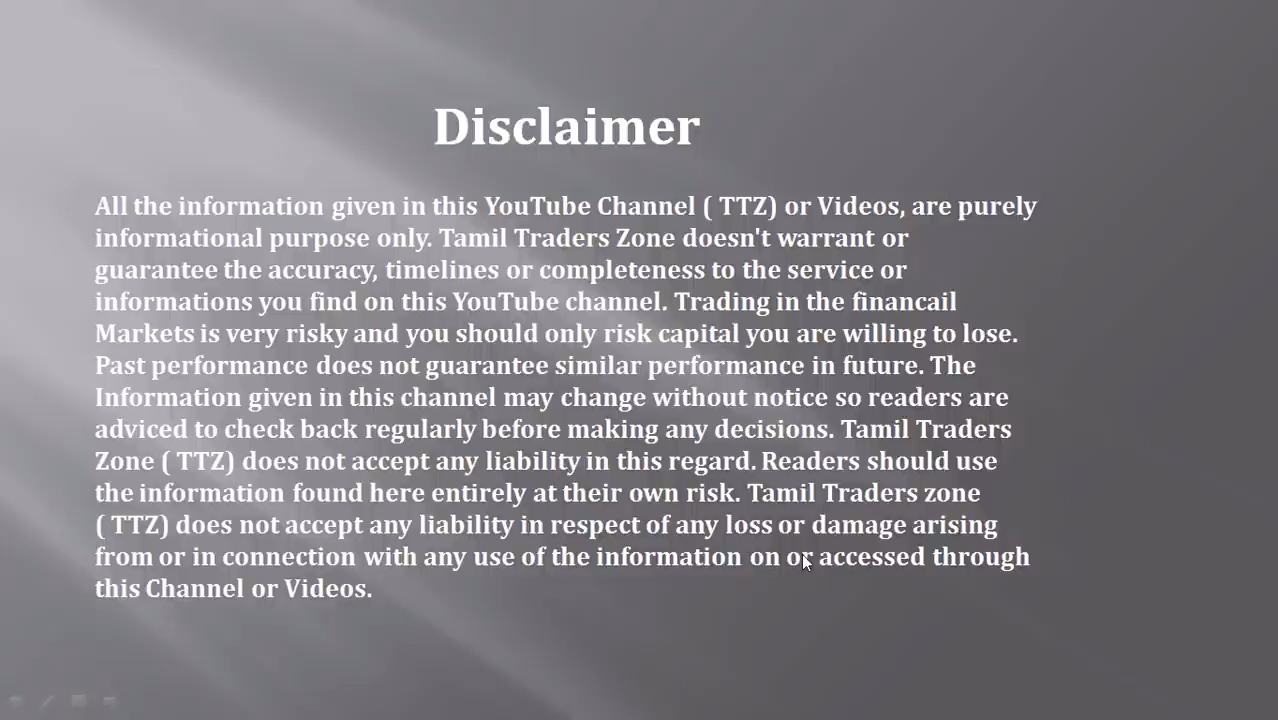 Disclaimer
All the information given in this YouTube Channel ( TTZ) or Videos, are purely
informational purpose only. Tamil Traders Zone doesn't warrant or
guarantee the accuracy, timelines or completeness to the service or
informations you find on this YouTube channel. Trading in the financail
Markets is very risky and you should only risk capital you are willing to lose.
Past performance does not guarantee similar performance in future. The
Information given in this channel may change without notice so readers are
adviced to check back regularly before making any decisions. Tamil Traders
Zone ( TTZ) does not accept any liability in this regard. Readers should use
the information found here entirely at their own risk. Tamil Traders zone
( TTZ) does not accept any liability in respect of any loss or damage arising
from or in connection with any use of the information on or accessed through
this Channel or Videos.